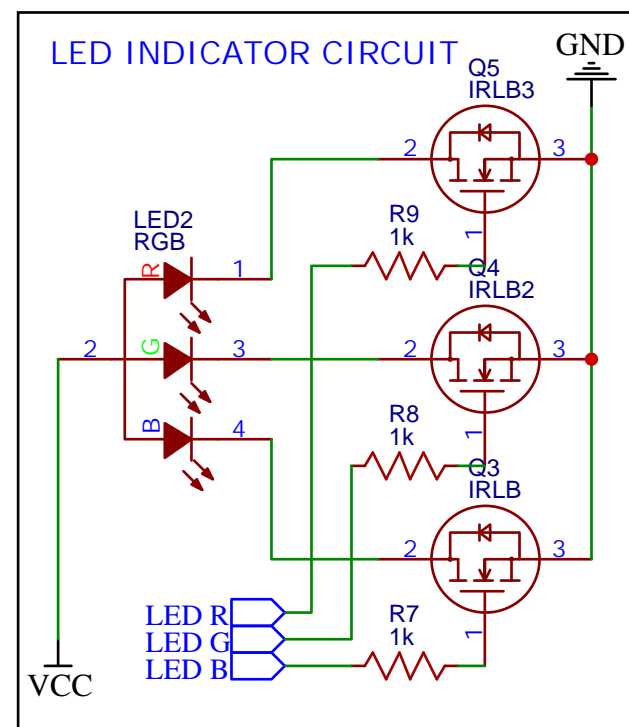 LED INDICATOR CIRCUIT
GND
Q5
IRLB3
2
3
1
R9
1k
LED2
RGB
R
1
Q4
IRLB2
2
G
3
2
3
1
B
4
R8
1k
Q3
IRLB
2
3
1
LED R
LED G
LED B
R7
1k
VCC